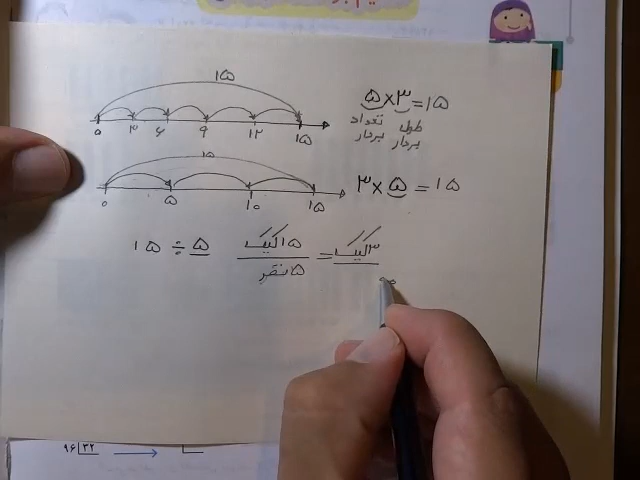 ۱۵
۰ ۳ ۶ ۹ ۱۲ ۱۵
۵×۳=۱۵
تعداد بردار طول بردار
۱۵
۰ ۵ ۱۰ ۱۵
۳×۵=۱۵
۱۵ ÷ ۵ ۱۵کیک = ۳کیک
۵نفر
۹۶ ۳۲